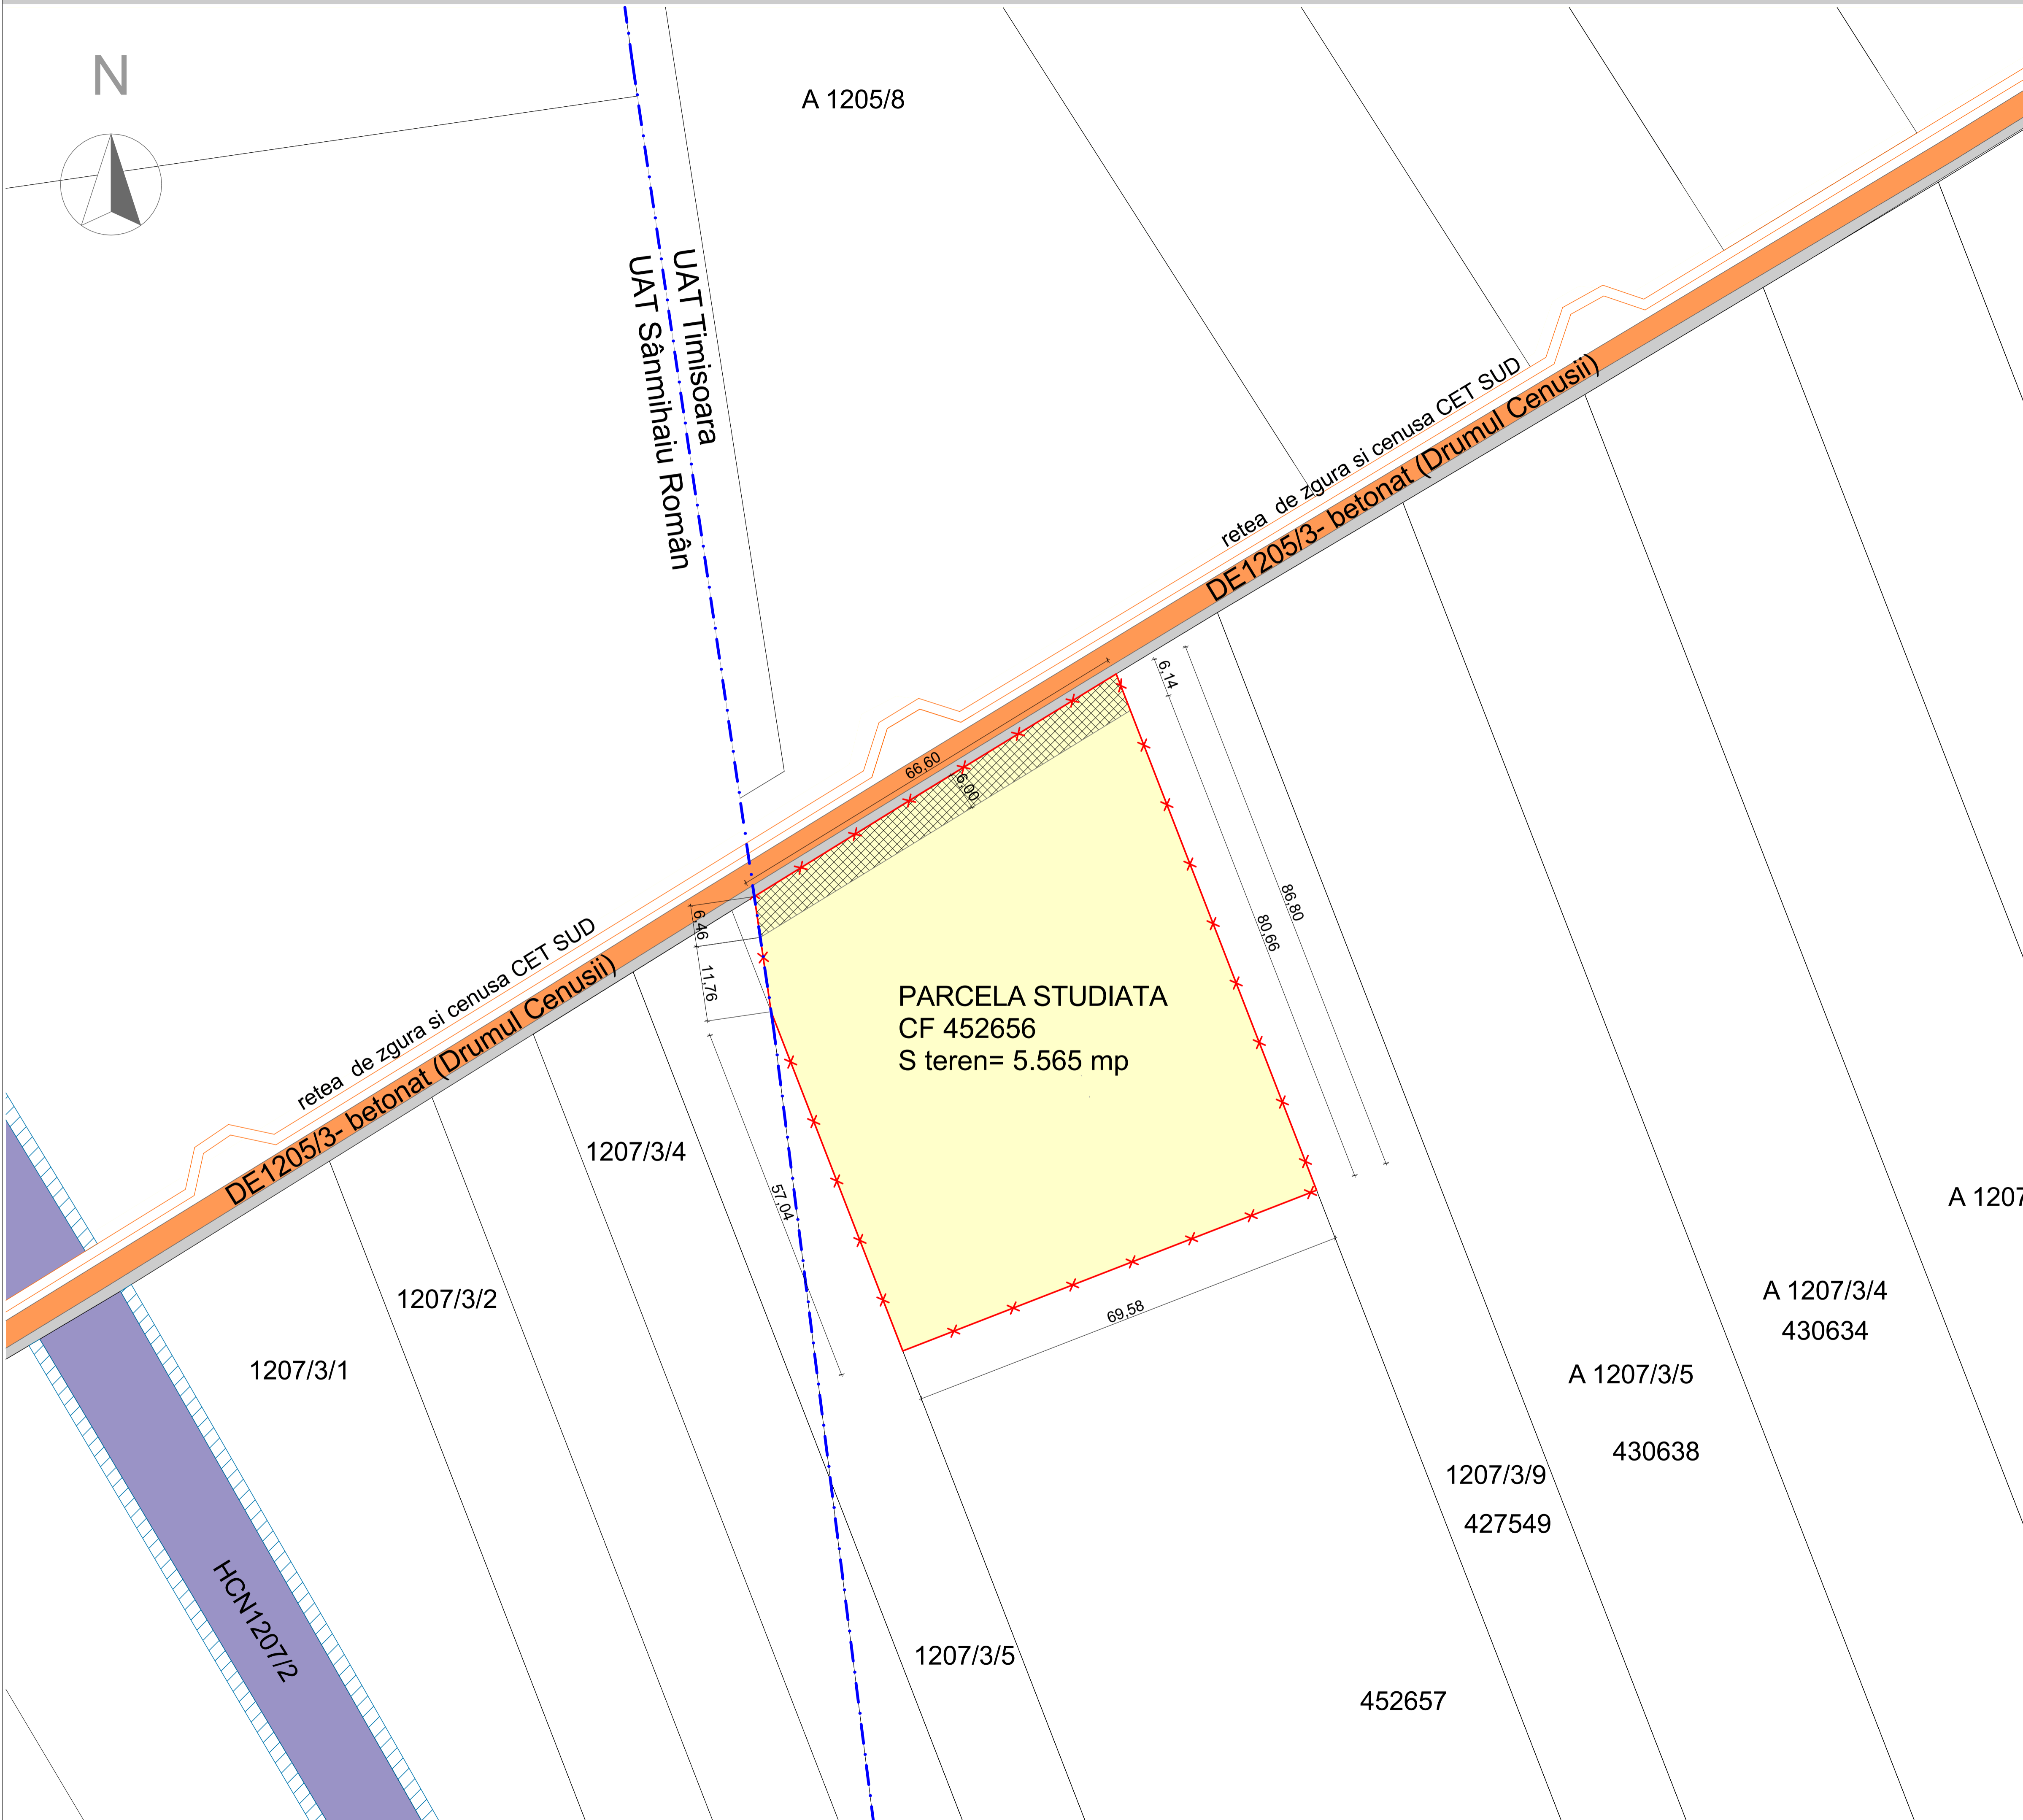 N
A 1205/8
UAT Timisoara
UAT Sânmihaiu Român
retea de zgura si cenusa CET SUD
DE1205/3- betonat (Drumul Cenusii)
6,14
66,60
6,00
86,80
80,66
6,46
11,76
retea de zgura si cenusa CET SUD
DE1205/3- betonat (Drumul Cenusii)
PARCELA STUDIATA
CF 452656
S teren= 5.565 mp
1207/3/4
57,04
A 1207
1207/3/2
A 1207/3/4
430634
69,58
1207/3/1
A 1207/3/5
430638
1207/3/9
427549
HCN1207/2
1207/3/5
452657